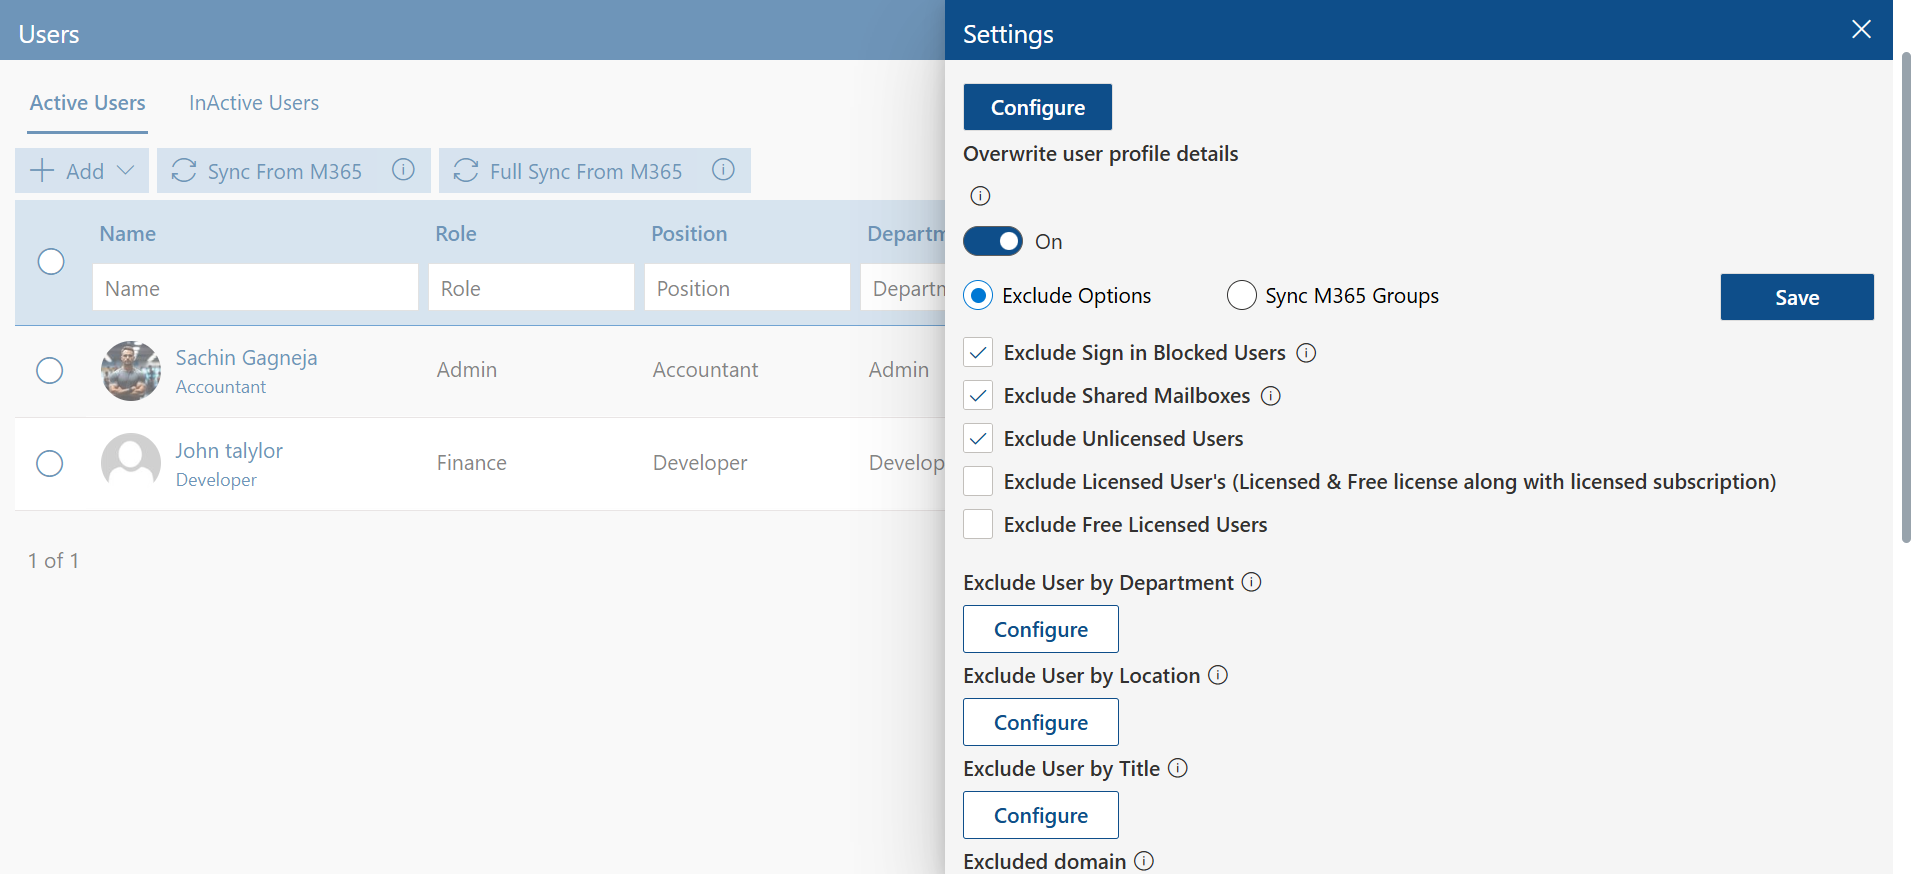 Users
Active Users
InActive Users
Add
Sync From M365
Full Sync From M365
Name
Role
Position
Departm
Name
Role
Position
Departm
Sachin Gagneja
Accountant
Admin
Accountant
Admin
John talylor
Developer
Finance
Developer
Develop
1 of 1
Settings
Configure
Overwrite user profile details
On
Exclude Options
Sync M365 Groups
Save
Exclude Sign in Blocked Users
Exclude Shared Mailboxes
Exclude Unlicensed Users
Exclude Licensed User's (Licensed & Free license along with licensed subscription)
Exclude Free Licensed Users
Exclude User by Department
Configure
Exclude User by Location
Configure
Exclude User by Title
Configure
Excluded domain